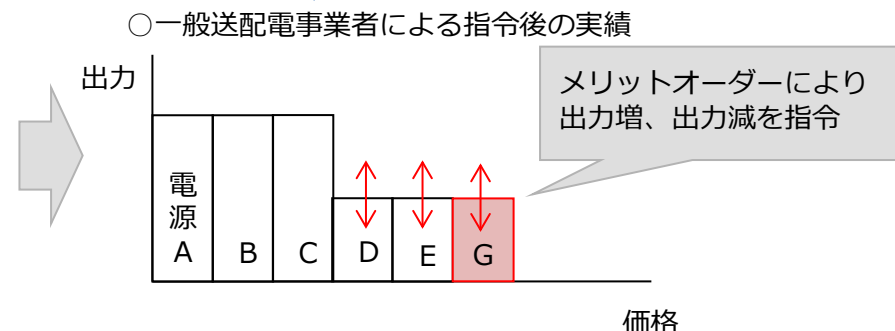 ○一般送配電事業者による指令後の実績
出力
メリットオーダーにより
出力増、出力減を指令
電
源
A B C D E G
価格